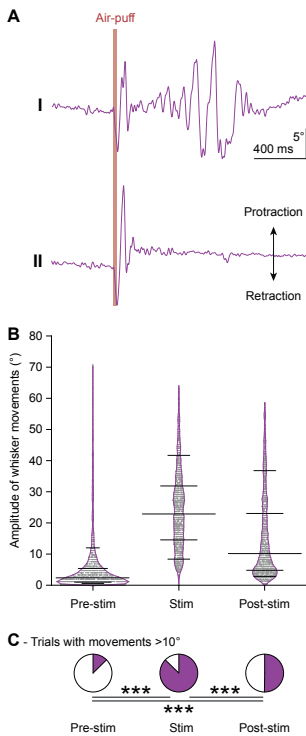 A
Air-puff
I
5°
400 ms
Protraction
II
Retraction
B
Amplitude of whisker movements (°)
80
70
60
50
40
30
20
10
0
Pre-stim Stim Post-stim
C - Trials with movements >10°
*** ***
***
Pre-stim Stim Post-stim